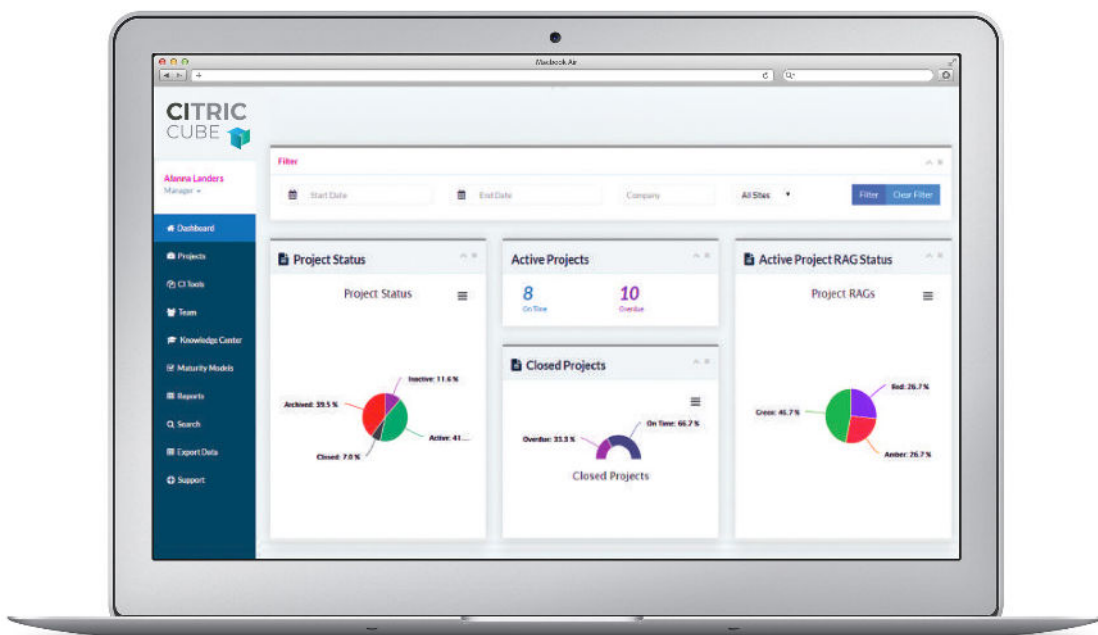 Macbook Air
CITRIC
CUBE
Alanna Landers
Manager
Dashboard
Projects
CI Tools
Team
Knowledge Center
Maturity Models
Reports
Search
Export Data
Support
Filter
Start Date
End Date
Company
All Sites
Filter
Clear Filter
Project Status
Project Status
Inactive: 11.6 %
Archived: 39.5 %
Active: 41....
Closed: 7.0 %
Active Projects
8
On Time
10
Overdue
Closed Projects
On Time: 66.7 %
Overdue: 33.3 %
Closed Projects
Active Project RAG Status
Project RAGs
Red: 26.7 %
Green: 46.7 %
Amber: 26.7 %